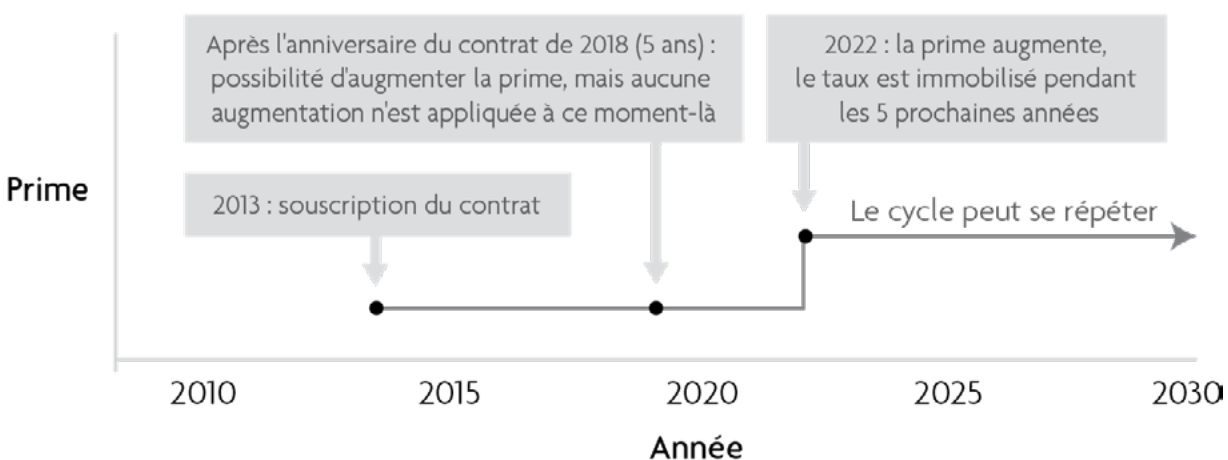 Après l'anniversaire du contrat de 2018 (5 ans) :
possibilité d'augmenter la prime, mais aucune
augmentation n'est appliquée à ce moment-là
2022 : la prime augmente,
le taux est immobilisé pendant
les 5 prochaines années
Prime
2013 : souscription du contrat
Le cycle peut se répéter
2010 2015 2020 2025 2030
Année